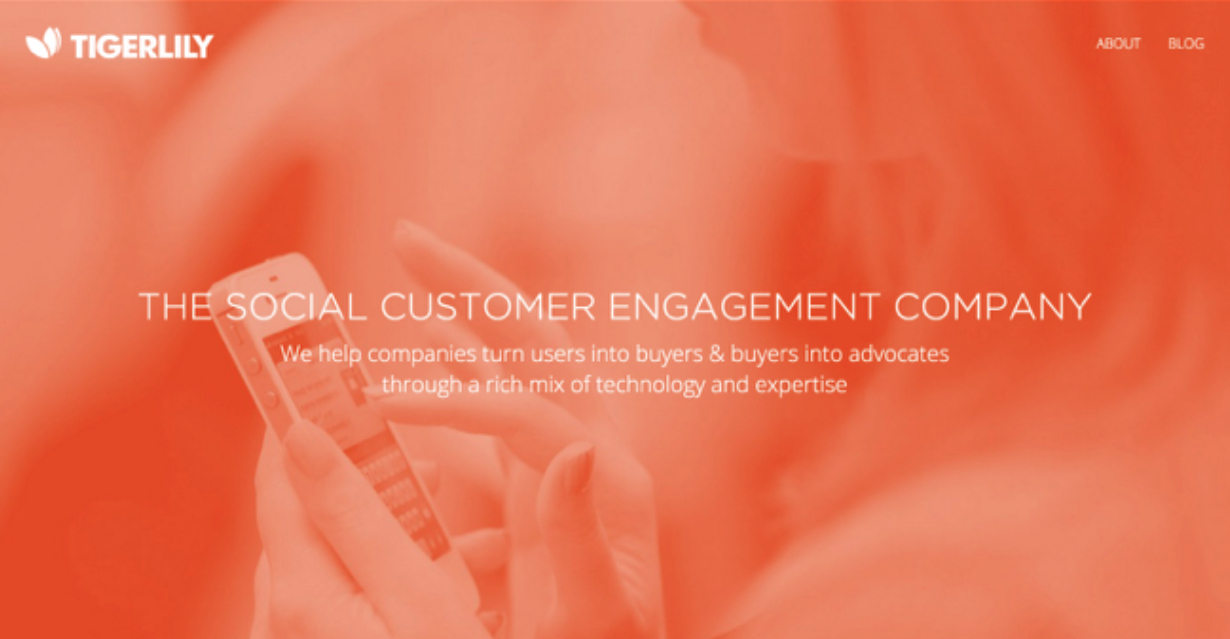 TIGERLILY
ABOUT BLOG
THE SOCIAL CUSTOMER ENGAGEMENT COMPANY
We help companies turn users into buyers & buyers into advocates
through a rich mix of technology and expertise